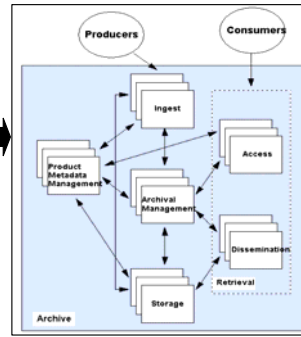 Producers
Consumers
Ingest
Product
Metadata
Management
Access
Archival
Management
Dissemination
Storage
Retrieval
Archive